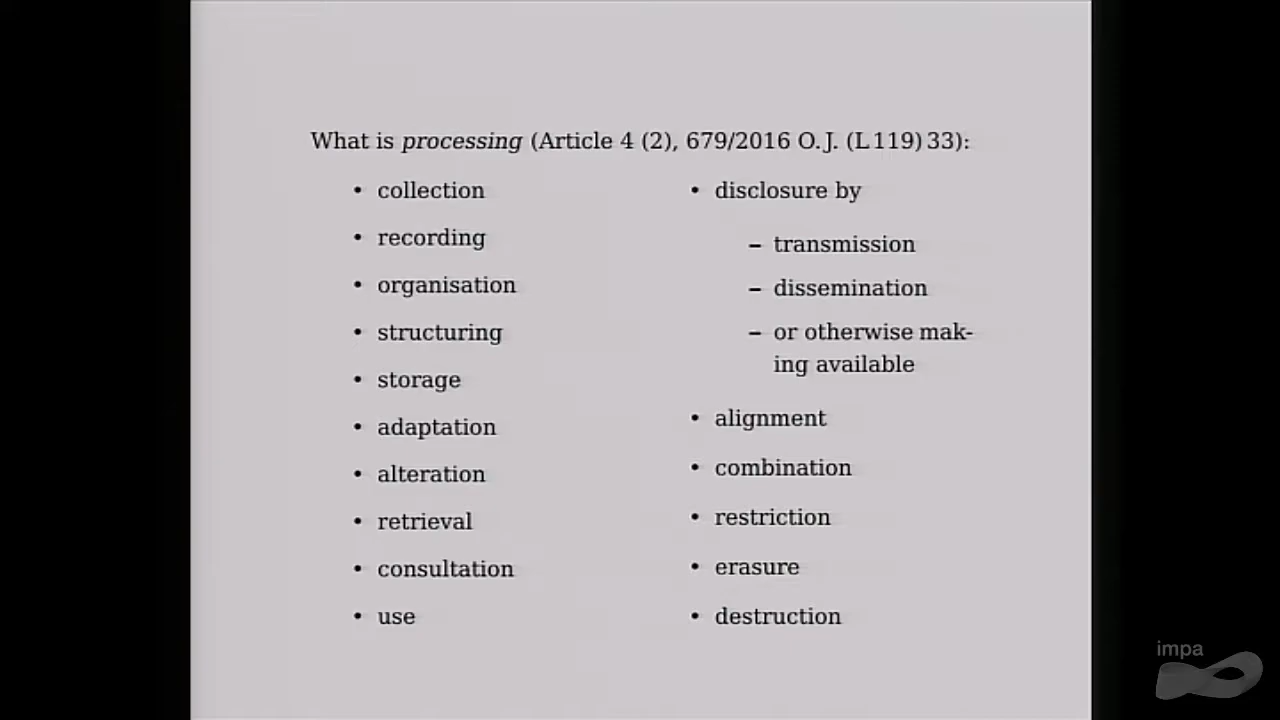 What is processing (Article 4 (2), 679/2016 O.J. (L 119) 33):
• collection
• recording
• organisation
• structuring
• storage
• adaptation
• alteration
• retrieval
• consultation
• use
• disclosure by
– transmission
– dissemination
– or otherwise mak-
ing available
• alignment
• combination
• restriction
• erasure
• destruction
impa